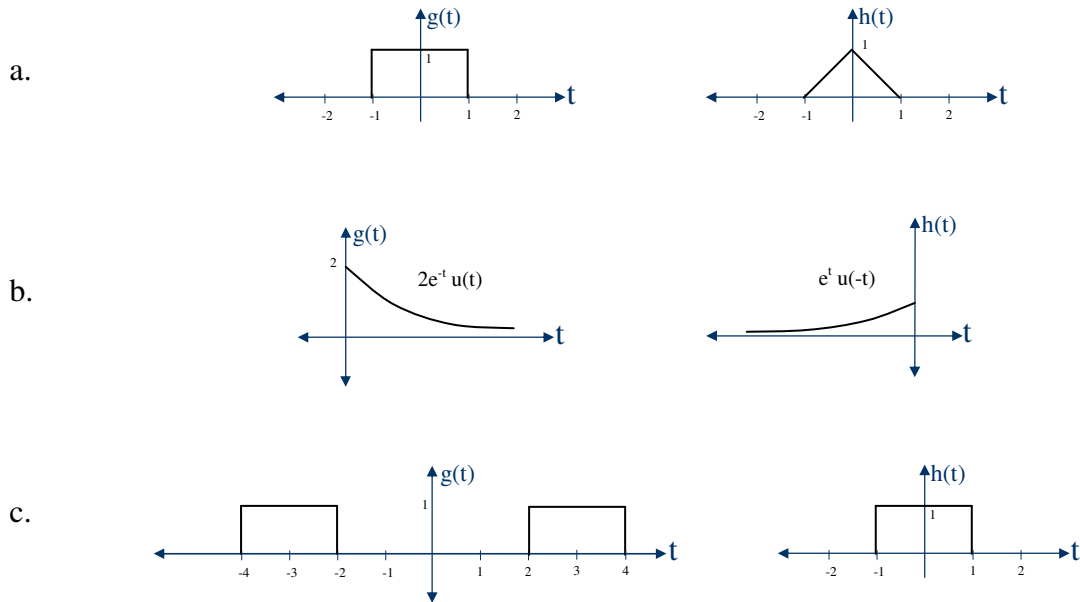 a.
g(t)
1
t
-2 -1 1 2
h(t)
1
t
-2 -1 1 2
b.
g(t)
2
2e^-t u(t)
t
h(t)
e^t u(-t)
t
c.
g(t)
1
t
-4 -3 -2 -1 1 2 3 4
h(t)
1
t
-2 -1 1 2